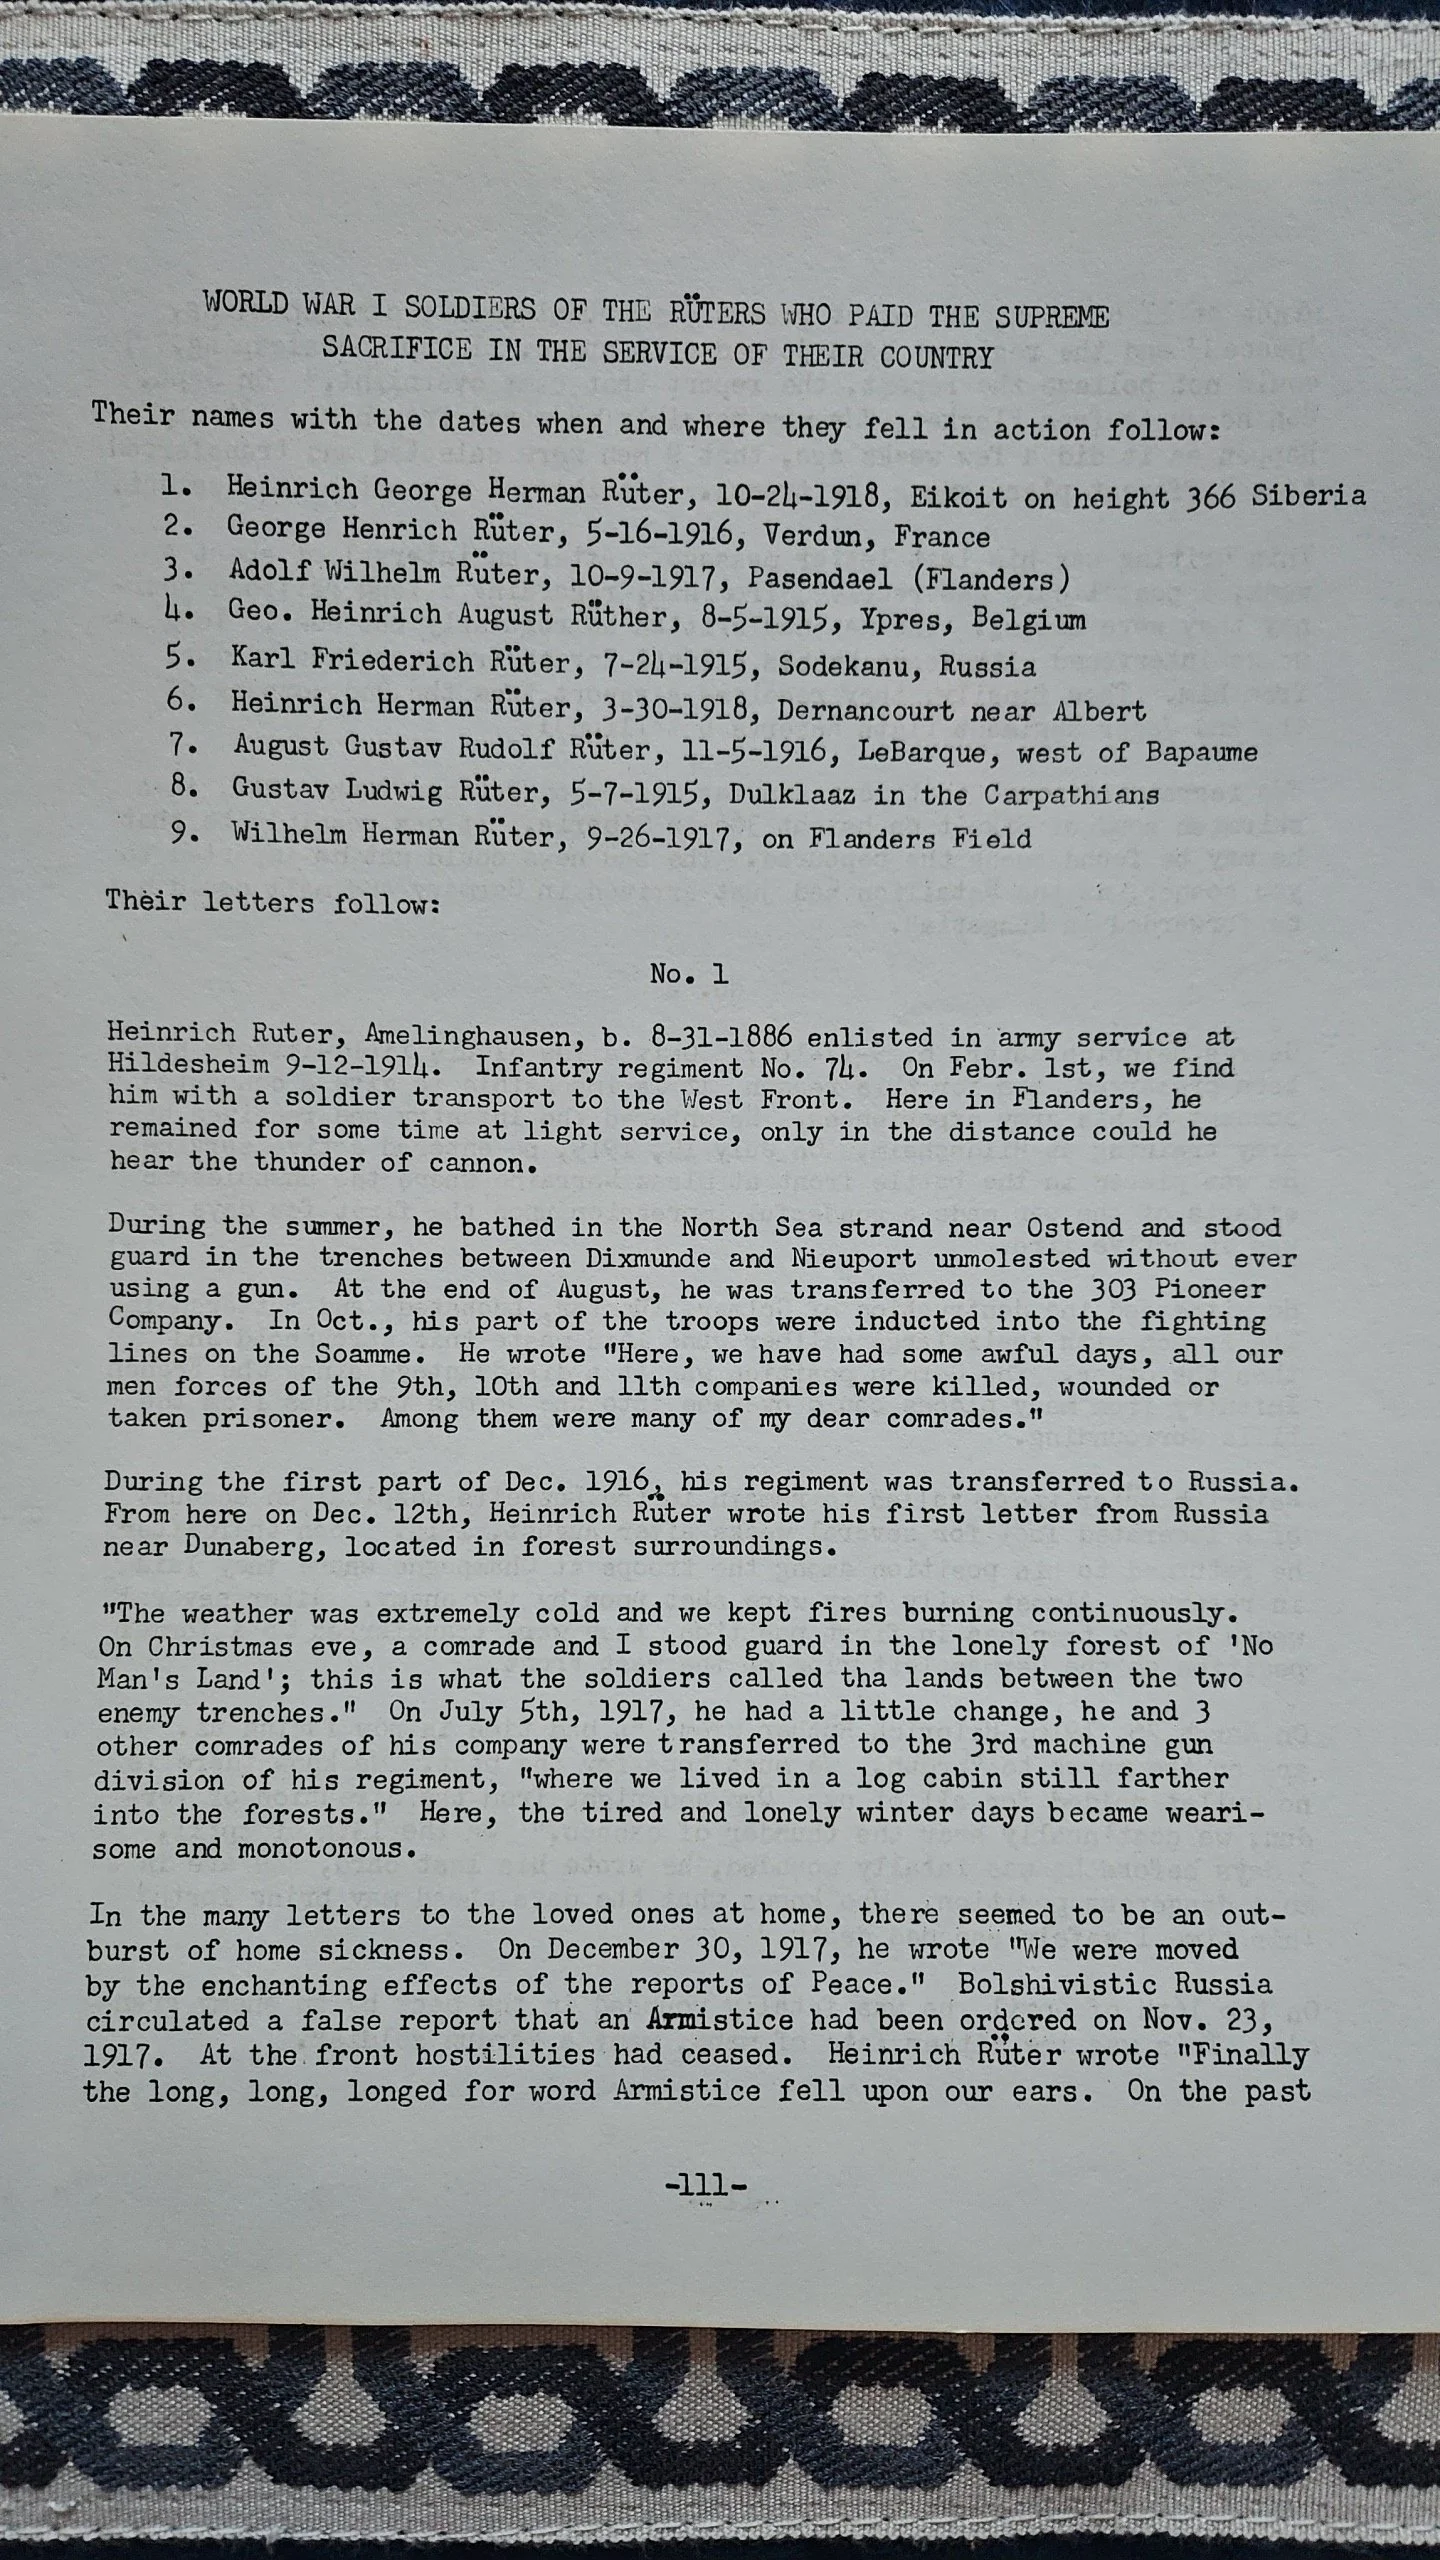 WORLD WAR I SOLDIERS OF THE RÜTERS WHO PAID THE SUPREME
SACRIFICE IN THE SERVICE OF THEIR COUNTRY
Their names with the dates when and where they fell in action follow:
1. Heinrich George Herman Rüter, 10-24-1918, Eikoit on height 366 Siberia
2. George Henrich Rüter, 5-16-1916, Verdun, France
3. Adolf Wilhelm Rüter, 10-9-1917, Pasendael (Flanders)
4. Geo. Heinrich August Rüther, 8-5-1915, Ypres, Belgium
5. Karl Friederich Rüter, 7-24-1915, Sodekanu, Russia
6. Heinrich Herman Rüter, 3-30-1918, Dernancourt near Albert
7. August Gustav Rudolf Rüter, 11-5-1916, LeBarque, west of Bapaume
8. Gustav Ludwig Rüter, 5-7-1915, Dulklaaz in the Carpathians
9. Wilhelm Herman Rüter, 9-26-1917, on Flanders Field
Their letters follow:
No. 1
Heinrich Ruter, Amelinghausen, b. 8-31-1886 enlisted in army service at
Hildesheim 9-12-1914. Infantry regiment No. 74. On Febr. 1st, we find
him with a soldier transport to the West Front. Here in Flanders, he
remained for some time at light service, only in the distance could he
hear the thunder of cannon.
During the summer, he bathed in the North Sea strand near Ostend and stood
guard in the trenches between Dixmunde and Nieuport unmolested without ever
using a gun. At the end of August, he was transferred to the 303 Pioneer
Company. In Oct., his part of the troops were inducted into the fighting
lines on the Soamme. He wrote "Here, we have had some awful days, all our
men forces of the 9th, 10th and 11th companies were killed, wounded or
taken prisoner. Among them were many of my dear comrades."
During the first part of Dec. 1916, his regiment was transferred to Russia.
From here on Dec. 12th, Heinrich Rüter wrote his first letter from Russia
near Dunaberg, located in forest surroundings.
"The weather was extremely cold and we kept fires burning continuously.
On Christmas eve, a comrade and I stood guard in the lonely forest of 'No
Man's Land'; this is what the soldiers called tha lands between the two
enemy trenches." On July 5th, 1917, he had a little change, he and 3
other comrades of his company were transferred to the 3rd machine gun
division of his regiment, "where we lived in a log cabin still farther
into the forests." Here, the tired and lonely winter days became weari-
some and monotonous.
In the many letters to the loved ones at home, there seemed to be an out-
burst of home sickness. On December 30, 1917, he wrote "We were moved
by the enchanting effects of the reports of Peace." Bolshivistic Russia
circulated a false report that an Armistice had been ordered on Nov. 23,
1917. At the front hostilities had ceased. Heinrich Rüter wrote "Finally
the long, long, longed for word Armistice fell upon our ears. On the past
-111-